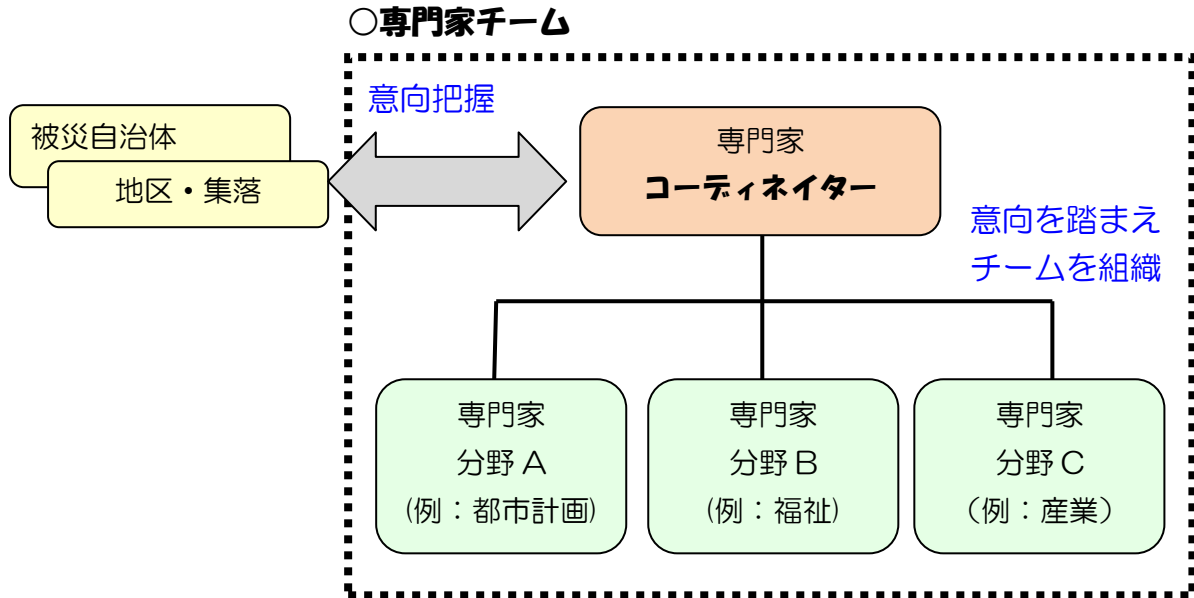 ○専門家チーム
意向把握
被災自治体
地区・集落
専門家
コーディネイター
意向を踏まえ
チームを組織
専門家
分野A
(例：都市計画)
専門家
分野B
(例：福祉)
専門家
分野C
（例：産業）